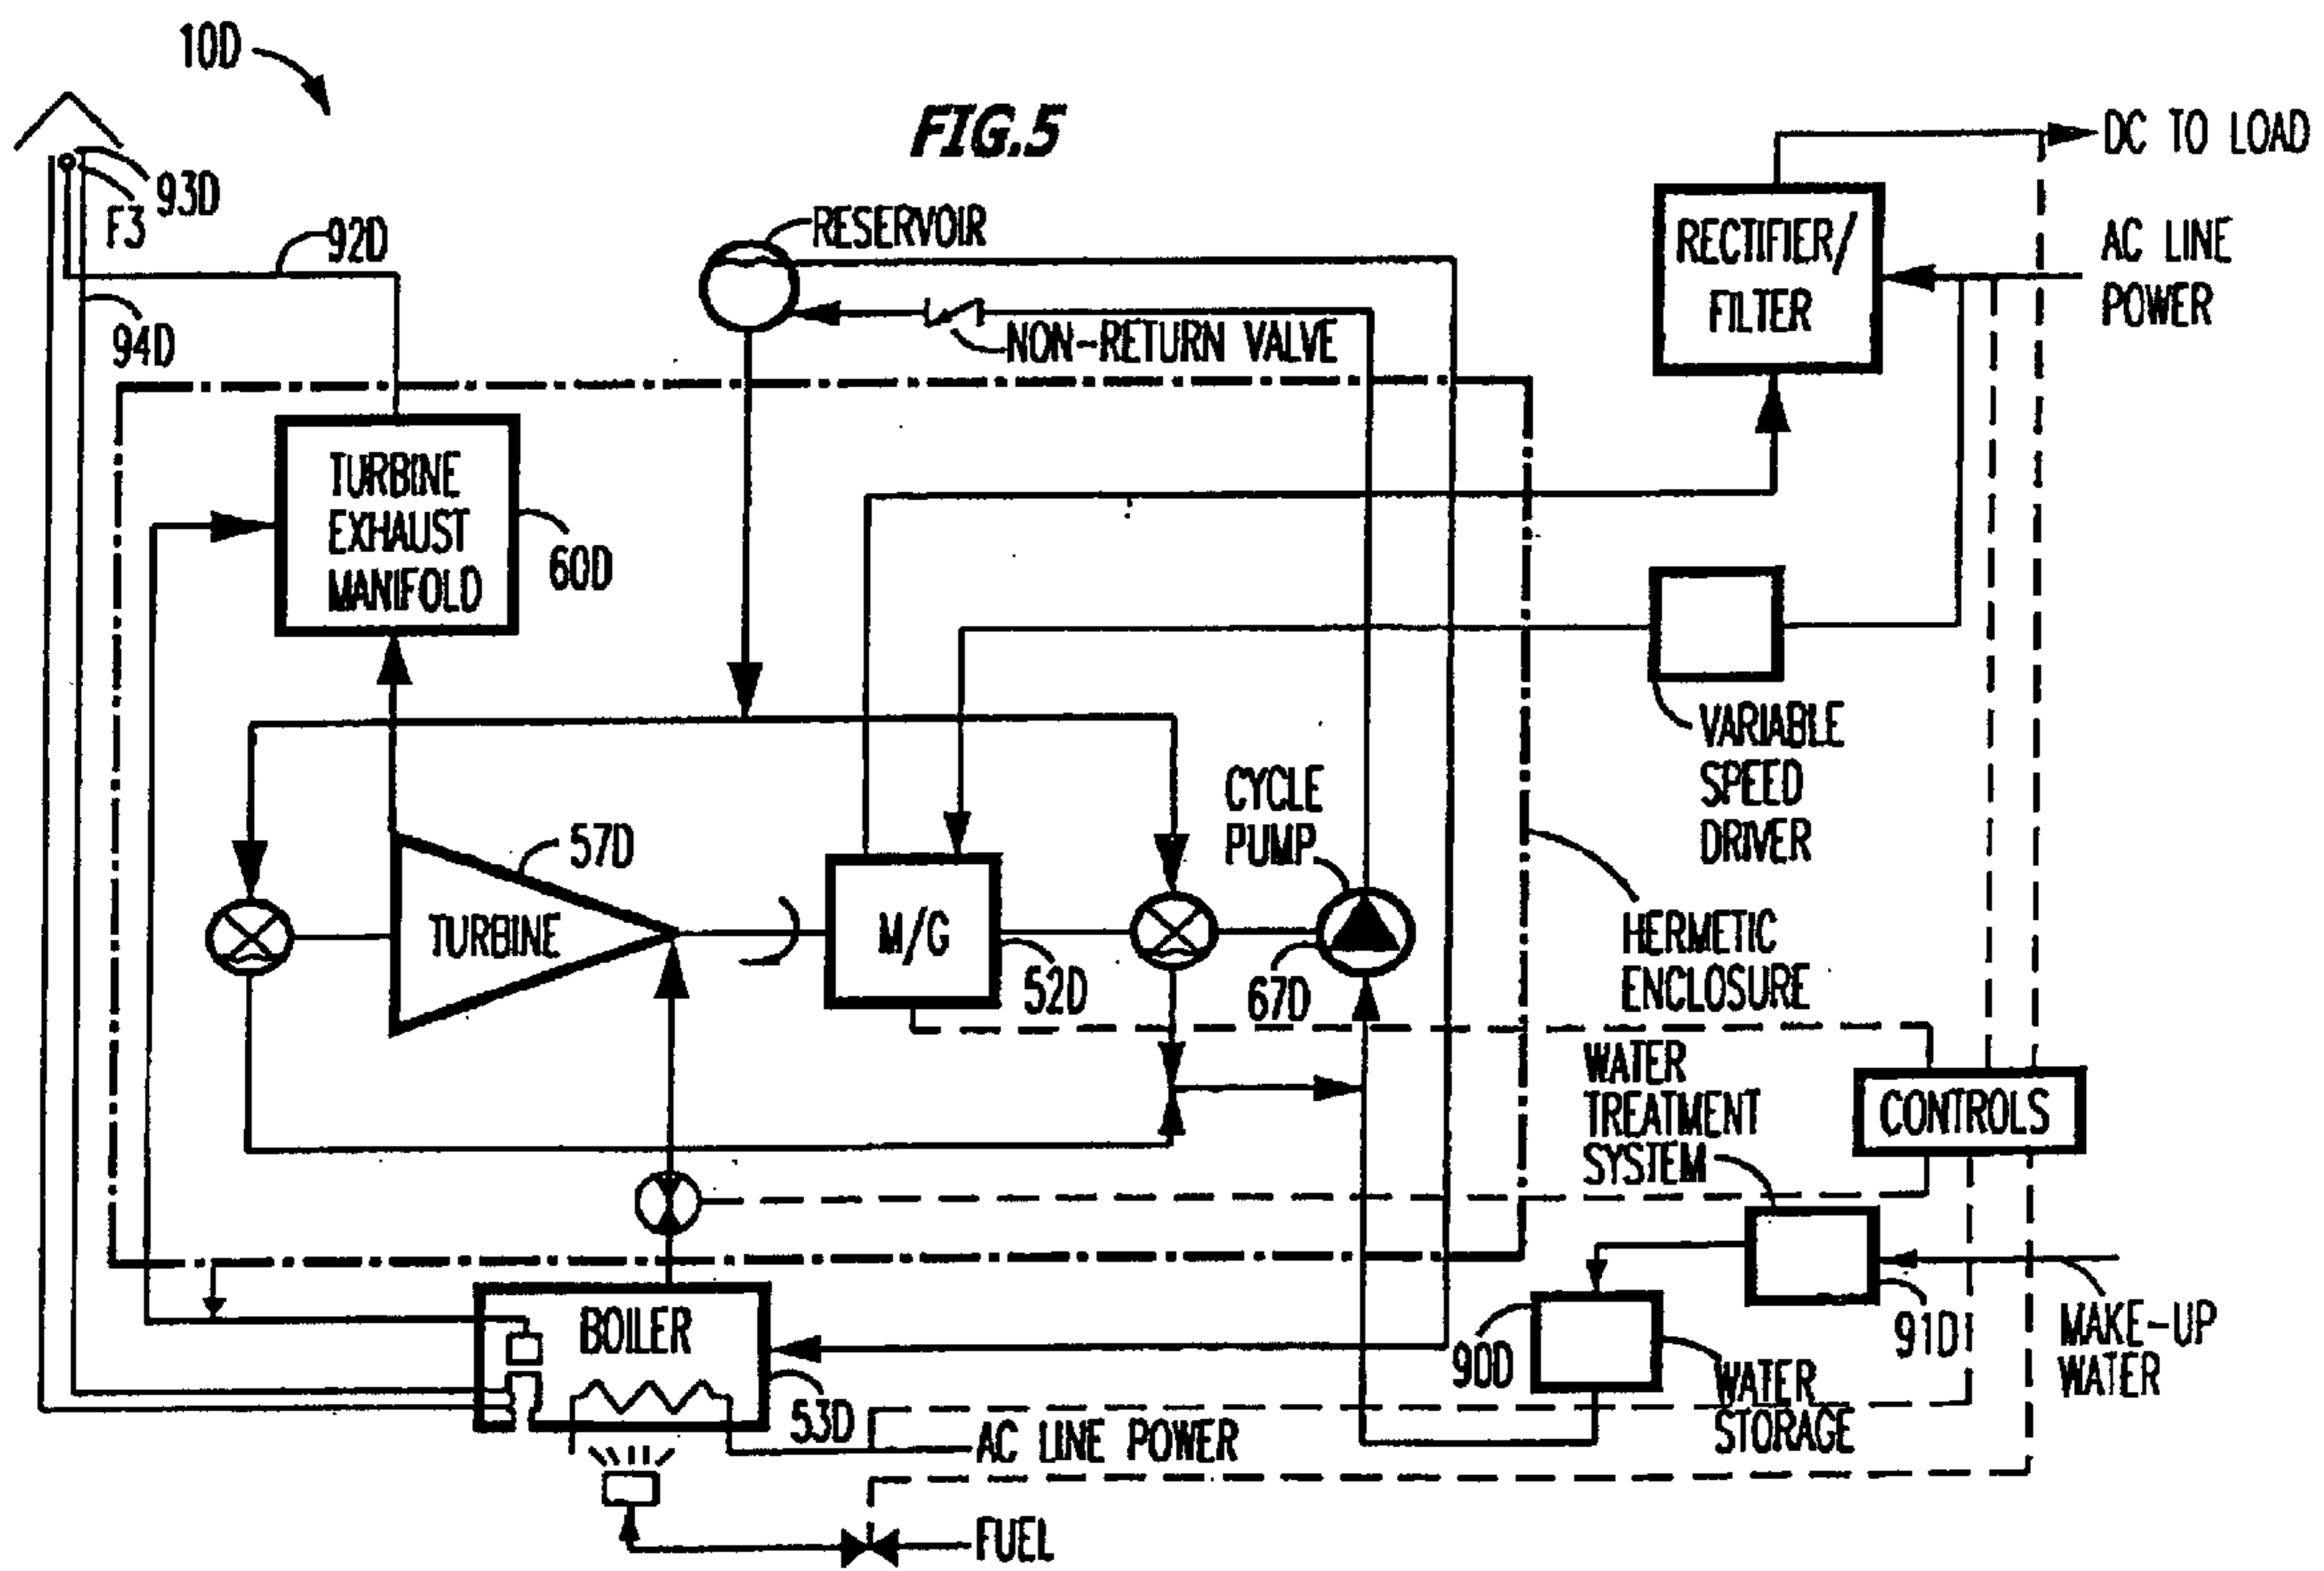 10D
FIG.5
DC TO LOAD
93D
F3
92D
RESERVOIR
RECTIFIER/
FILTER
AC LINE
POWER
94D
NON-RETURN VALVE
TURBINE
EXHAUST
MANIFOLD
60D
VARIABLE
SPEED
DRIVER
CYCLE
PUMP
57D
TURBINE
M/G
52D
67D
HERMETIC
ENCLOSURE
WATER
TREATMENT
SYSTEM
CONTROLS
BOILER
53D
90D
91D
MAKE-UP
WATER
WATER
STORAGE
AC LINE POWER
FUEL